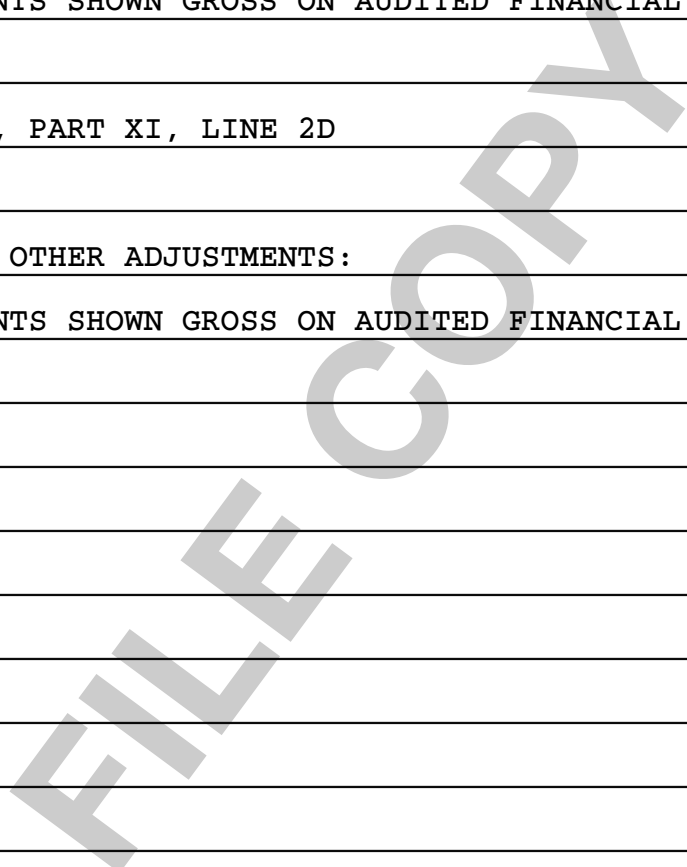 NTS SHOWN GROSS ON AUDITED FINANCIAL
, PART XI, LINE 2D
OTHER ADJUSTMENTS:
NTS SHOWN GROSS ON AUDITED FINANCIAL
FILE COPY